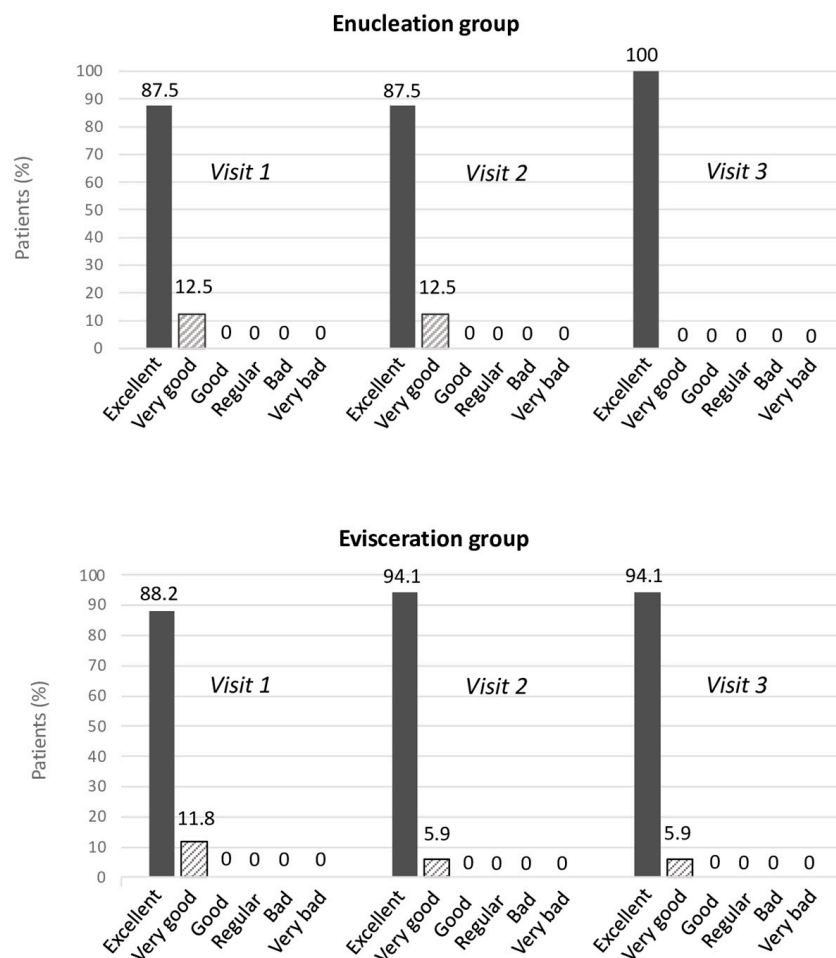 Enucleation group
Patients (%)
100
90
80
70
60
50
40
30
20
10
0
87.5
12.5
0 0 0 0
Visit 1
87.5
12.5
0 0 0 0
Visit 2
100
0 0 0 0 0
Visit 3
Excellent
Very good
Good
Regular
Bad
Very bad
Excellent
Very good
Good
Regular
Bad
Very bad
Excellent
Very good
Good
Regular
Bad
Very bad
Evisceration group
Patients (%)
100
90
80
70
60
50
40
30
20
10
0
88.2
11.8
0 0 0 0
Visit 1
94.1
5.9
0 0 0 0
Visit 2
94.1
5.9
0 0 0 0
Visit 3
Excellent
Very good
Good
Regular
Bad
Very bad
Excellent
Very good
Good
Regular
Bad
Very bad
Excellent
Very good
Good
Regular
Bad
Very bad